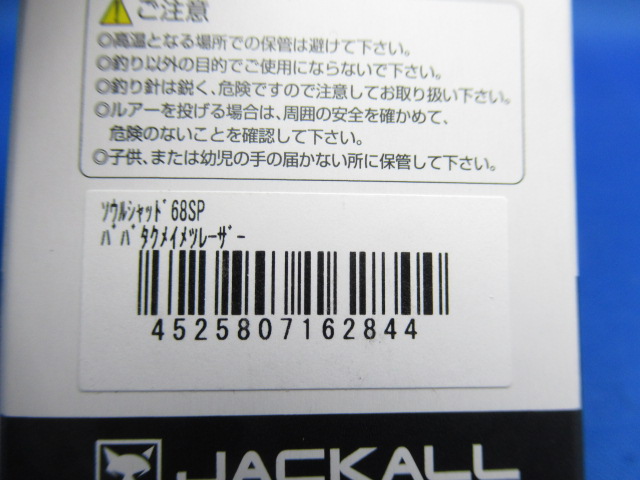 ご注意
◎高温となる場所での保管は避けて下さい。
◎釣り以外の目的でご使用にならないで下さい。
◎釣り針は鋭く、危険ですので注意してお取り扱い下さい。
◎ルアーを投げる場合は、周囲の安全を確かめて、
危険のないことを確認して下さい。
◎子供、または幼児の手の届かない所に保管して下さい。
ｿｳﾙｼｬｯﾄﾞ68SP
ﾊﾞﾊﾞﾀｸﾒｲﾒﾂﾚｰｻﾞｰ
4525807162844
JACKALL